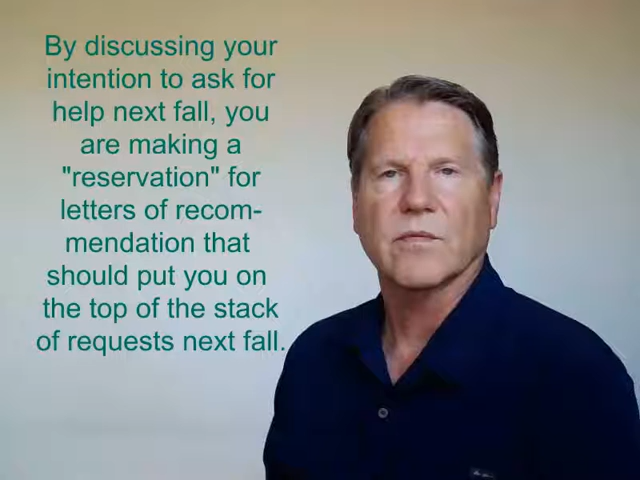 By discussing your
intention to ask for
help next fall, you
are making a
"reservation" for
letters of recom-
mendation that
should put you on
the top of the stack
of requests next fall.